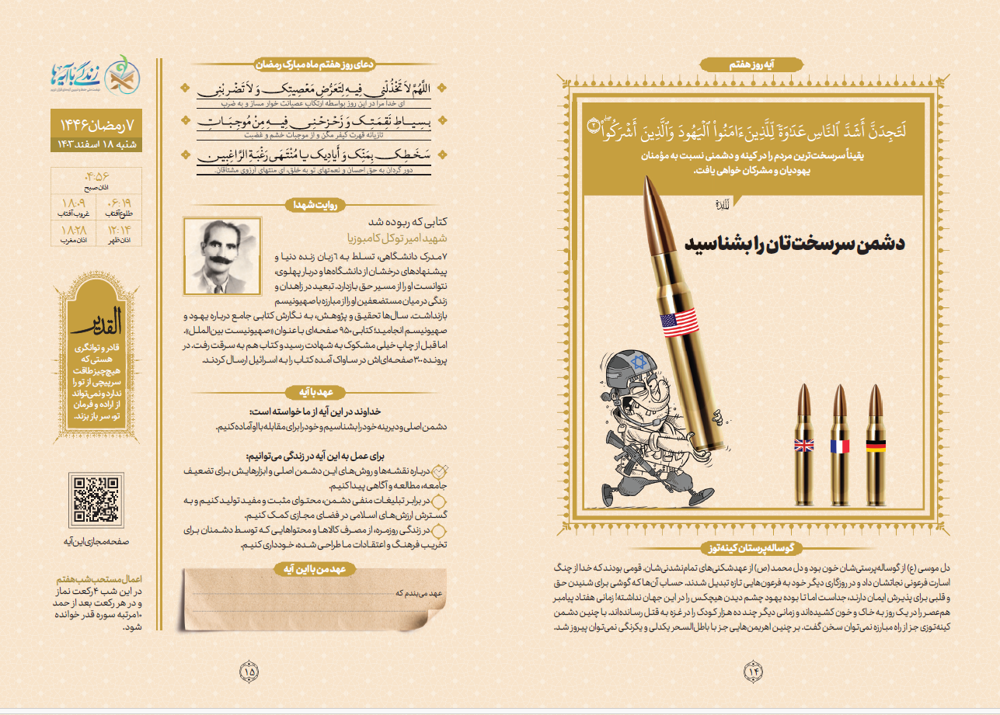 آیه روز هفتم
لَتَجِدَنَّ أَشَدَّ ٱلنَّاسِ عَدَٰوَةً لِّلَّذِينَ ءَامَنُوا۟ ٱلْيَهُودَ وَٱلَّذِينَ أَشْرَكُوا۟ۖ
یقیناً سرسخت‌ترین مردم را در کینه و دشمنی نسبت به مؤمنان
یهودیان و مشرکان خواهی یافت.
المائدة
دشمن سرسخت‌تان را بشناسید
گوساله‌پرستان کینه‌توز
دل موسی (ع) از گوساله‌پرستی‌شان خون بود و دل محمد (ص) از عهدشکنی‌های تمام‌نشدنی‌شان. قومی بودند که خدا از چنگ
اسارت فرعونی نجاتشان داد و در روزگاری دیگر خود به فرعون‌هایی تازه تبدیل شدند. حساب آن‌ها که گوشی برای شنیدن حق
و قلبی برای پذیرش ایمان دارند، جداست اما تا بوده یهود چشم دیدن هیچکس را در این جهان نداشته! زمانی هفتاد پیامبر
هم‌عصر را در یک روز به خاک و خون کشیده‌اند و زمانی دیگر چند ده هزار کودک را در غزه به قتل رسانده‌اند. با چنین دشمن
کینه‌توزی جز از راه مبارزه نمی‌توان سخن گفت. بر چنین اهریمن‌هایی جز با باطل‌السحر یکدلی و یکرنگی نمی‌توان پیروز شد.
۱۴
دعای روز هفتم ماه مبارک رمضان
اللَّهُمَّ لاَ تَخْذُلْنِي فِيهِ لِتَعَرُّضِ مَعْصِيَتِكَ وَ لاَ تَضْرِبْنِي
ای خدا مرا در این روز بواسطه ارتکاب عصیانت خوار مساز و به ضرب
بِسِيَاطِ نَقِمَتِكَ وَ زَحْزِحْنِي فِيهِ مِنْ مُوجِبَاتِ
تازیانه قهرت کیفر مکن و از موجبات خشم و غضبت
سَخَطِكَ بِمَنِّكَ وَ أَيَادِيكَ يَا مُنْتَهَى رَغْبَةِ الرَّاغِبِينَ
دور گردان به حق احسان و نعمتهای تو به خلق، ای منتهای آرزوی مشتاقان.
روایت شهدا
کتابی که ربوده شد
شهید امیر توکل کامبوزیا
۷مدرک دانشگاهی، تسلط به ۶زبان زنده دنیا و
پیشنهادهای درخشان از دانشگاه‌ها و دربار پهلوی،
نتوانست او را از مسیر حق بازدارد. تبعید در زاهدان و
زندگی در میان مستضعفین او را از مبارزه با صهیونیسم
بازنداشت. سال‌ها تحقیق و پژوهش، به نگارش کتابی جامع درباره یهود و
صهیونیسم انجامید؛ کتابی ۹۵۰ صفحه‌ای با عنوان «صهیونیست بین‌الملل».
اما قبل از چاپ خیلی مشکوک به شهادت رسید و کتاب هم به سرقت رفت. در
پرونده ۳۰۰صفحه‌ای‌اش در ساواک آمده کتاب را به اسرائیل ارسال کردند.
عهد با آیه
خداوند در این آیه از ما خواسته است:
دشمن اصلی و دیرینه خود را بشناسیم و خود را برای مقابله با او آماده کنیم.
برای عمل به این آیه در زندگی می‌توانیم:
درباره نقشه‌ها و روش‌های این دشمن اصلی و ابزارهایش برای تضعیف
جامعه، مطالعه و آگاهی پیدا کنیم.
در برابر تبلیغات منفی دشمن، محتوای مثبت و مفید تولید کنیم و به
گسترش ارزش‌های اسلامی در فضای مجازی کمک کنیم.
در زندگی روزمره، از مصرف کالاها و محتواهایی که توسط دشمنان برای
تخریب فرهنگ و اعتقادات ما طراحی شده، خودداری کنیم.
عهد من با این آیه
عهد می‌بندم که
۱۵
زندگی با آیه‌ها
۷ رمضان ۱۴۴۶
شنبه ۱۸ اسفند ۱۴۰۳
۰۴:۵۶
اذان صبح
۰۶:۱۹ ۱۸:۰۹
طلوع آفتاب غروب آفتاب
۱۲:۱۴ ۱۸:۲۸
اذان ظهر اذان مغرب
القدیر
قادر و توانگری
هستی که
هیچ‌چیز طاقت
سرپیچی از تو را
ندارد و نمی‌تواند
از اراده و فرمان
تو، سر باز بزند.
صفحه مجازی این آیه
اعمال مستحب شب هفتم
در این شب ۴رکعت نماز
و در هر رکعت بعد از حمد
۱۰مرتبه سوره قدر خوانده
شود.